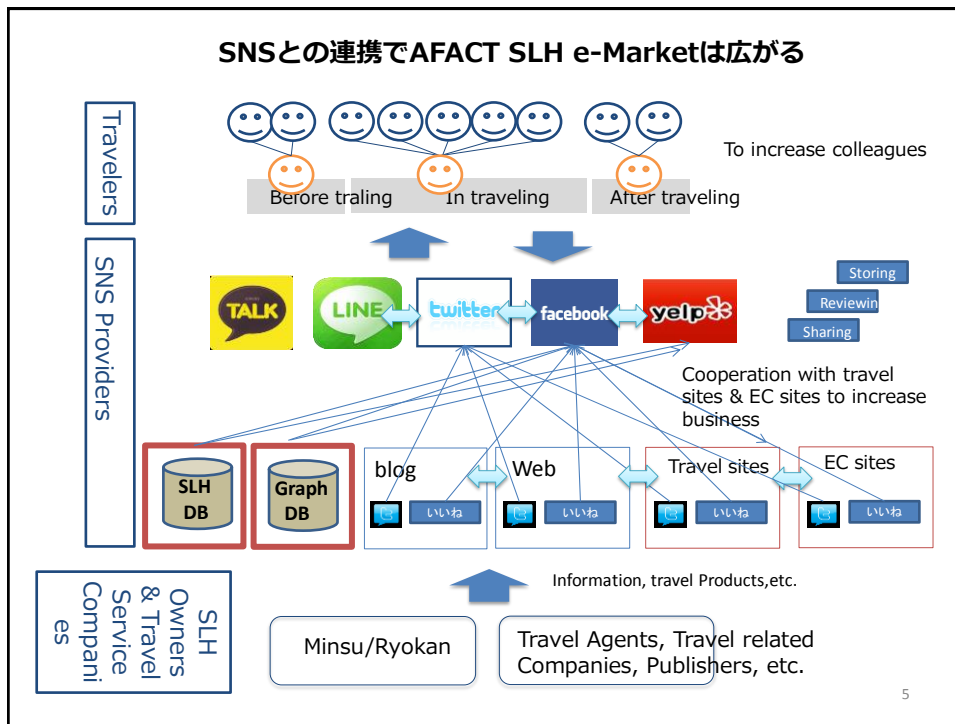 SNSとの連携でAFACT SLH e-Marketは広がる
Travelers
To increase colleagues
Before traling
In traveling
After traveling
SNS Providers
TALK
LINE
twitter
facebook
yelp
Storing
Reviewin
Sharing
Cooperation with travel
sites & EC sites to increase
business
SLH
DB
Graph
DB
blog
いいね
Web
いいね
Travel sites
いいね
EC sites
いいね
SLH
Owners
& Travel
Service
Compani
es
Information, travel Products,etc.
Minsu/Ryokan
Travel Agents, Travel related
Companies, Publishers, etc.
5